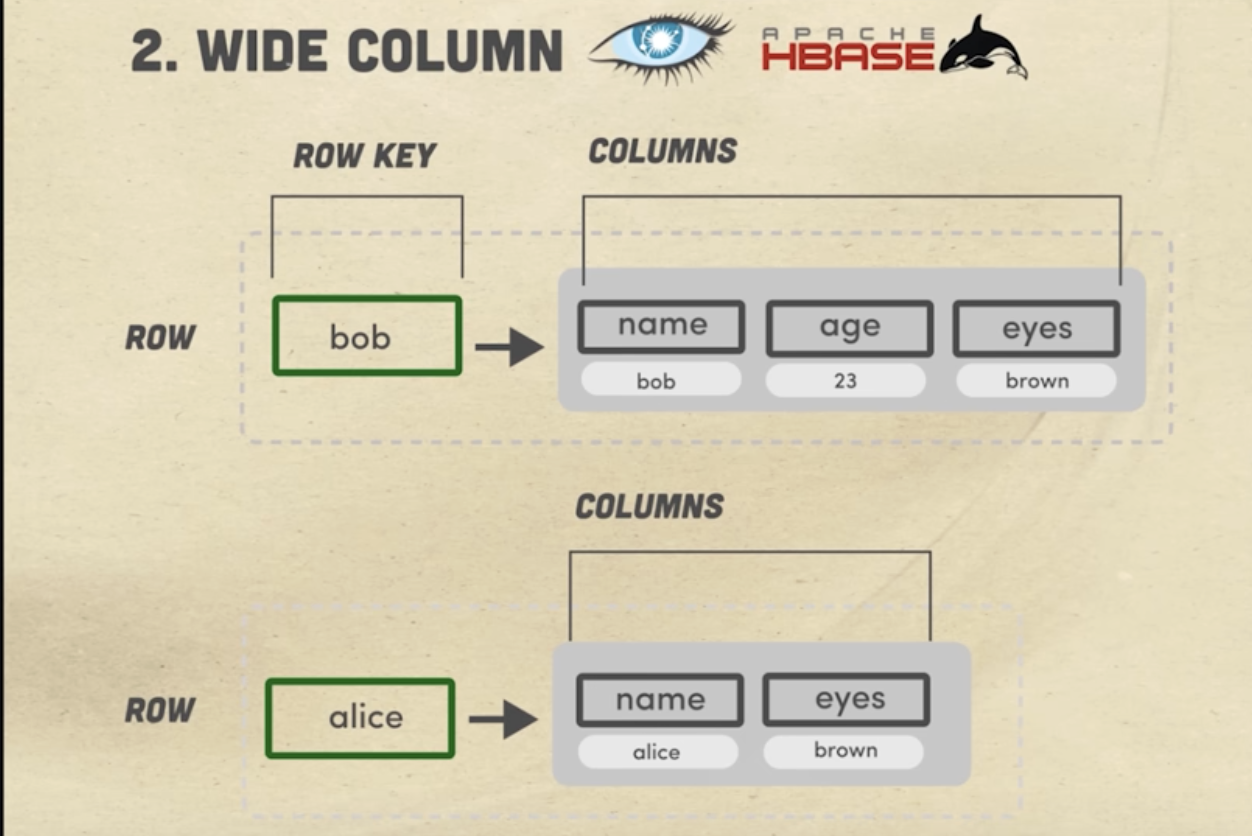 2. WIDE COLUMN APACHE HBASE
ROW KEY COLUMNS
ROW bob name age eyes
bob 23 brown
COLUMNS
ROW alice name eyes
alice brown